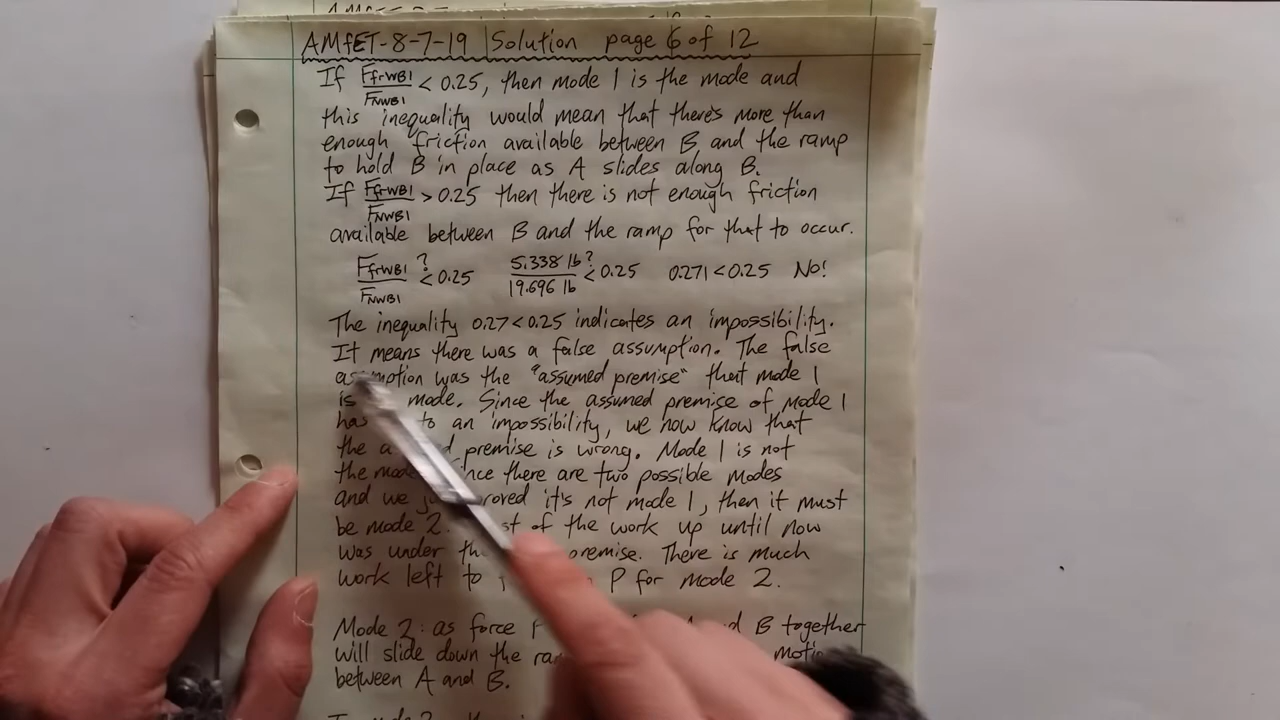 AMfET-8-7-19 | Solution page 6 of 12
If FfrWB1/FNWB1 < 0.25, then mode 1 is the mode and
this inequality would mean that there's more than
enough friction available between B and the ramp
to hold B in place as A slides along B.
If FfrWB1/FNWB1 > 0.25 then there is not enough friction
available between B and the ramp for that to occur.
FfrWB1/FNWB1 ?< 0.25 5.338 lb/19.696 lb ?< 0.25 0.271 < 0.25 No!
The inequality 0.27 < 0.25 indicates an impossibility.
It means there was a false assumption. The false
assumption was the "assumed premise" that mode 1
is mode. Since the assumed premise of mode 1
has to an impossibility, we now know that
the premise is wrong. Mode 1 is not
the mode there are two possible modes
and we it's not mode 1, then it must
be mode 2. of the work up until now
was under premise. There is much
work left to P for mode 2.
Mode 2: as force B together
will slide down the
between A and B.